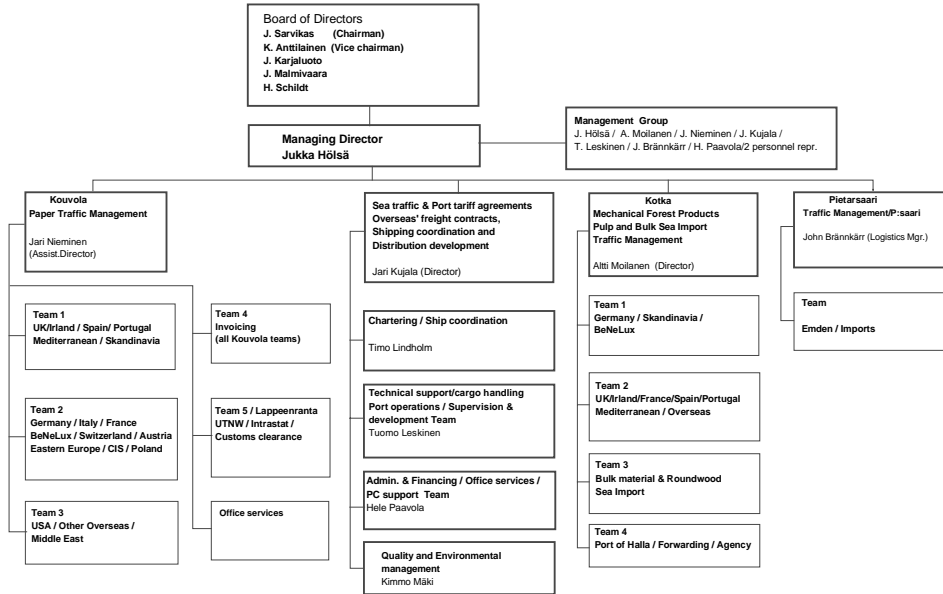 Board of Directors
J. Sarvikas (Chairman)
K. Anttilainen (Vice chairman)
J. Karjaluoto
J. Malmivaara
H. Schildt
Managing Director
Jukka Hölsä
Management Group
J. Hölsä / A. Moilanen / J. Nieminen / J. Kujala /
T. Leskinen / J. Brännkärr / H. Paavola/2 personnel repr.
Kouvola
Paper Traffic Management
Jari Nieminen
(Assist.Director)
Team 1
UK/Irland / Spain/ Portugal
Mediterranean / Skandinavia
Team 2
Germany / Italy / France
BeNeLux / Switzerland / Austria
Eastern Europe / CIS / Poland
Team 3
USA / Other Overseas /
Middle East
Team 4
Invoicing
(all Kouvola teams)
Team 5 / Lappeenranta
UTNW / Intrastat /
Customs clearance
Office services
Sea traffic & Port tariff agreements
Overseas' freight contracts,
Shipping coordination and
Distribution development
Jari Kujala (Director)
Chartering / Ship coordination
Timo Lindholm
Technical support/cargo handling
Port operations / Supervision &
development Team
Tuomo Leskinen
Admin. & Financing / Office services /
PC support Team
Hele Paavola
Quality and Environmental
management
Kimmo Mäki
Kotka
Mechanical Forest Products
Pulp and Bulk Sea Import
Traffic Management
Altti Moilanen (Director)
Team 1
Germany / Skandinavia /
BeNeLux
Team 2
UK/Irland/France/Spain/Portugal
Mediterranean / Overseas
Team 3
Bulk material & Roundwood
Sea Import
Team 4
Port of Halla / Forwarding / Agency
Pietarsaari
Traffic Management/P:saari
John Brännkärr (Logistics Mgr.)
Team
Emden / Imports